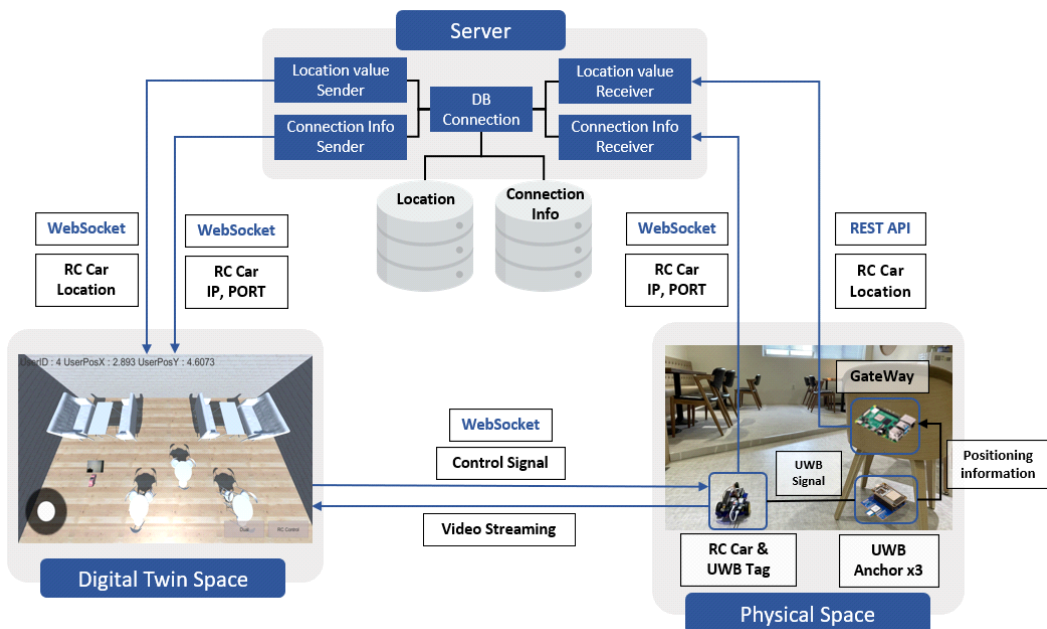 Server
Location value
Sender
Connection Info
Sender
DB
Connection
Location value
Receiver
Connection Info
Receiver
Location
Connection
Info
WebSocket
RC Car
Location
WebSocket
RC Car
IP, PORT
WebSocket
RC Car
IP, PORT
REST API
RC Car
Location
UserID : 4 UserPosX : 2.893 UserPosY : 4.6073
RC Control
Digital Twin Space
WebSocket
Control Signal
Video Streaming
GateWay
UWB
Signal
Positioning
information
RC Car &
UWB Tag
UWB
Anchor x3
Physical Space